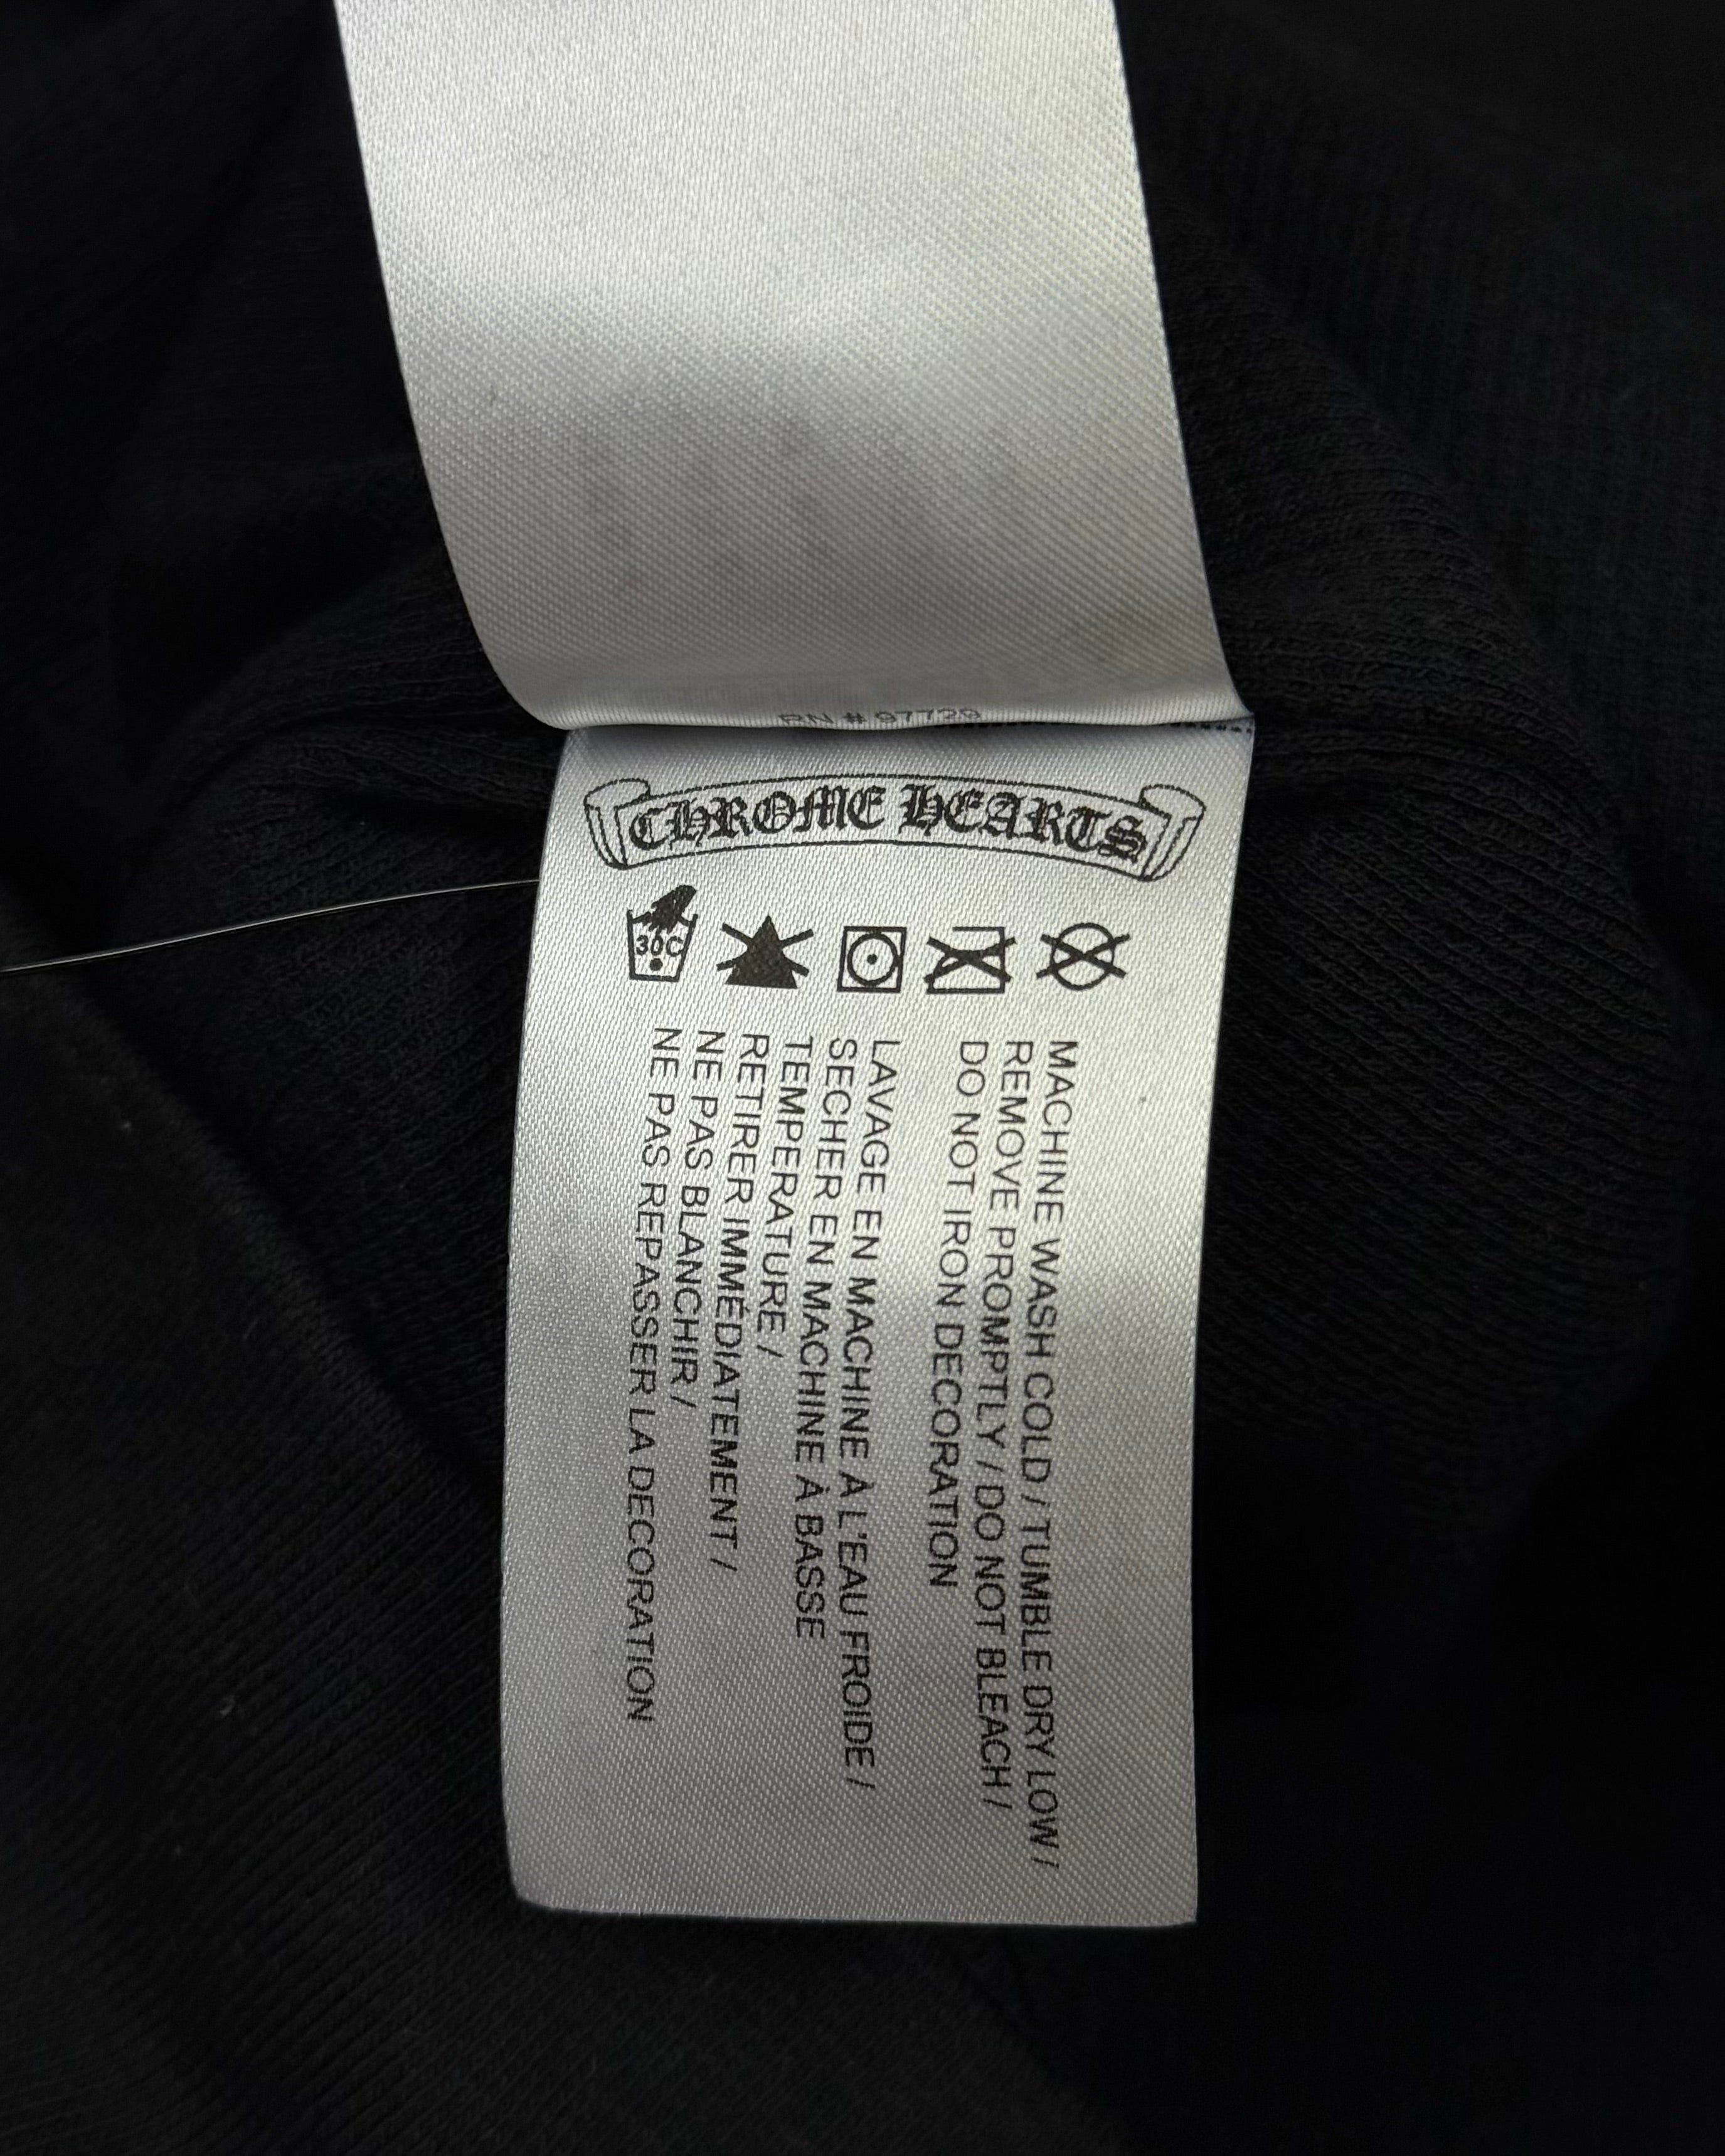 RN # 97729
CHROME HEARTS
30C
MACHINE WASH COLD / TUMBLE DRY LOW /
REMOVE PROMPTLY / DO NOT BLEACH /
DO NOT IRON DECORATION
LAVAGE EN MACHINE À L'EAU FROIDE /
SECHER EN MACHINE À BASSE
TEMPERATURE /
RETIRER IMMÉDIATEMENT /
NE PAS BLANCHIR /
NE PAS REPASSER LA DECORATION